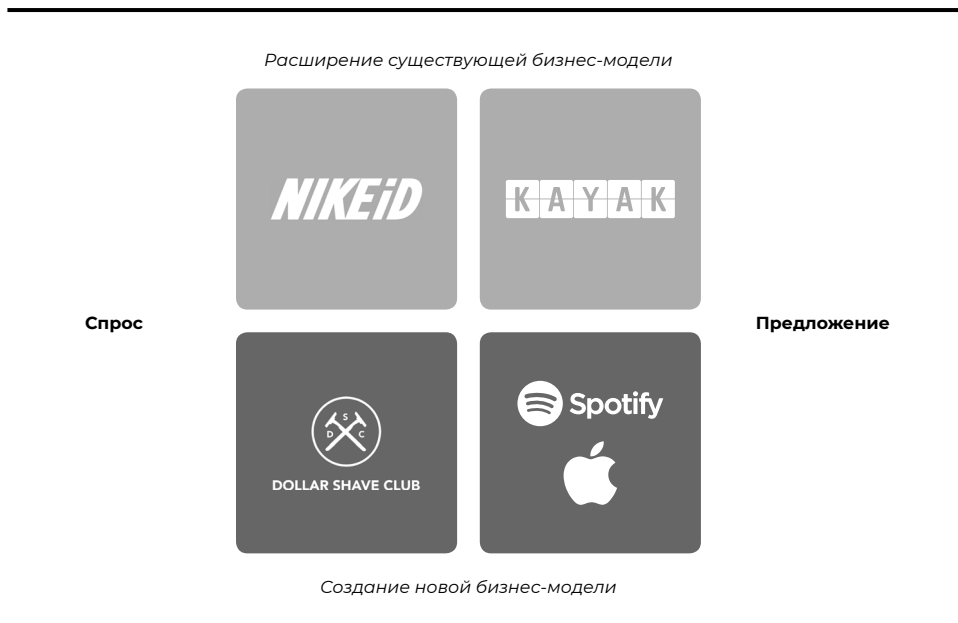 Расширение существующей бизнес-модели
NIKEiD
KAYAK
Спрос
Предложение
Spotify
D S C
DOLLAR SHAVE CLUB
Создание новой бизнес-модели